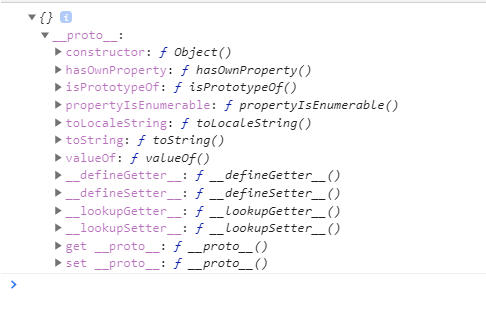 ▼{} i
▼__proto__:
▶constructor: ƒ Object()
▶hasOwnProperty: ƒ hasOwnProperty()
▶isPrototypeOf: ƒ isPrototypeOf()
▶propertyIsEnumerable: ƒ propertyIsEnumerable()
▶toLocaleString: ƒ toLocaleString()
▶toString: ƒ toString()
▶valueOf: ƒ valueOf()
▶__defineGetter__: ƒ __defineGetter__()
▶__defineSetter__: ƒ __defineSetter__()
▶__lookupGetter__: ƒ __lookupGetter__()
▶__lookupSetter__: ƒ __lookupSetter__()
▶get __proto__: ƒ __proto__()
▶set __proto__: ƒ __proto__()
>